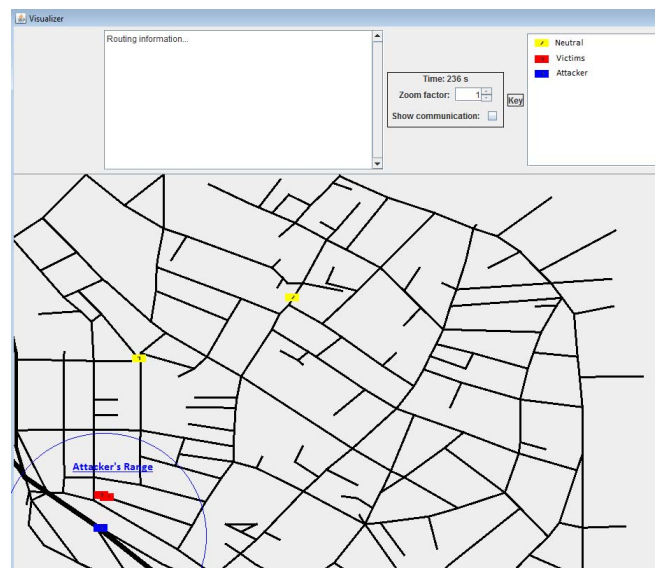 Visualizer
Routing information...
Time: 236 s
Zoom factor: 1
Show communication:
Key
Neutral
Victims
Attacker
Attacker's Range